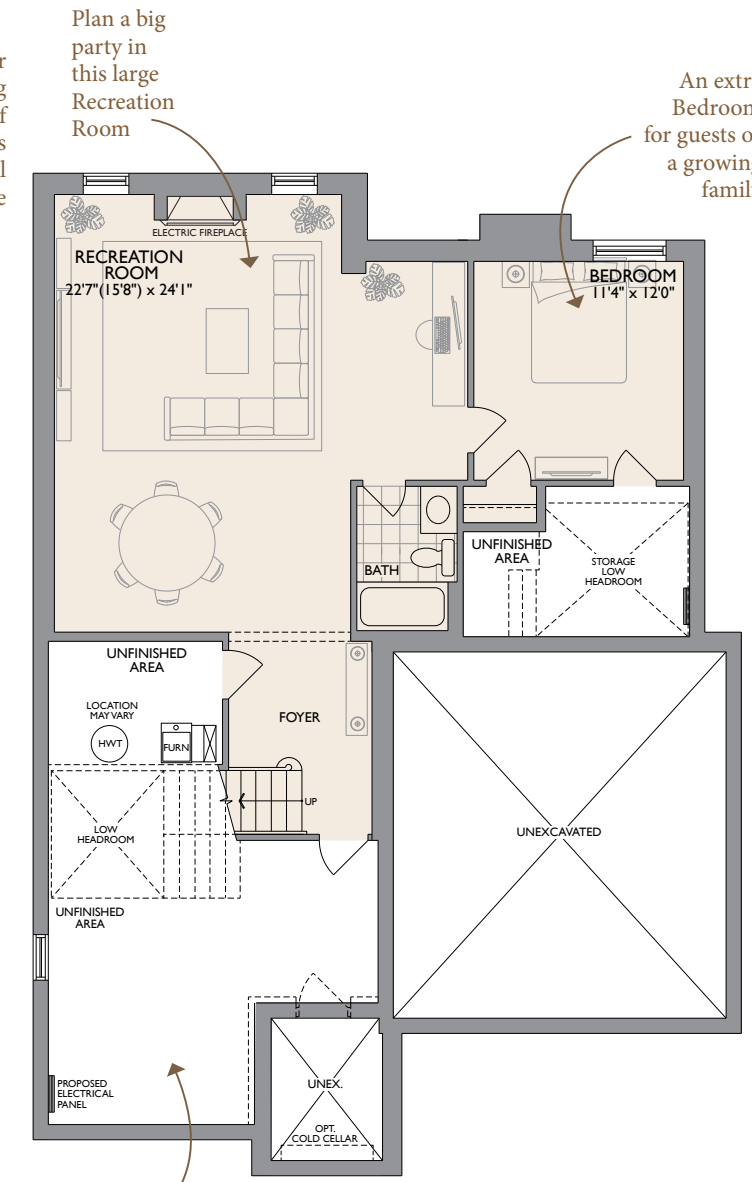 Plan a big
party in
this large
Recreation
Room
r
g
f
s
l
e
An extr
Bedroom
for guests o
a growing
family
ELECTRIC FIREPLACE
RECREATION
ROOM
22'7"(15'8") x 24'1"
BEDROOM
11'4" x 12'0"
BATH
UNFINISHED
AREA
STORAGE
LOW
HEADROOM
UNFINISHED
AREA
LOCATION
MAY VARY
HWT
FURN
FOYER
UP
LOW
HEADROOM
UNEXCAVATED
UNFINISHED
AREA
PROPOSED
ELECTRICAL
PANEL
UNEX.
OPT.
COLD CELLAR